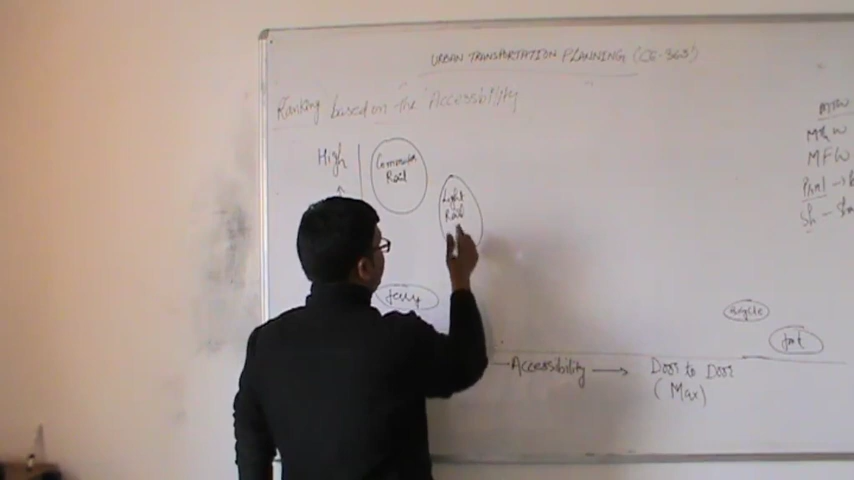 URBAN TRANSPORTATION PLANNING (CE-363)
Ranking based on the "Accessibility
High
Commuter
Rail
Light
Rail
ferry
bicycle
foot
Accessibility
Door to Door
(Max)
MFW